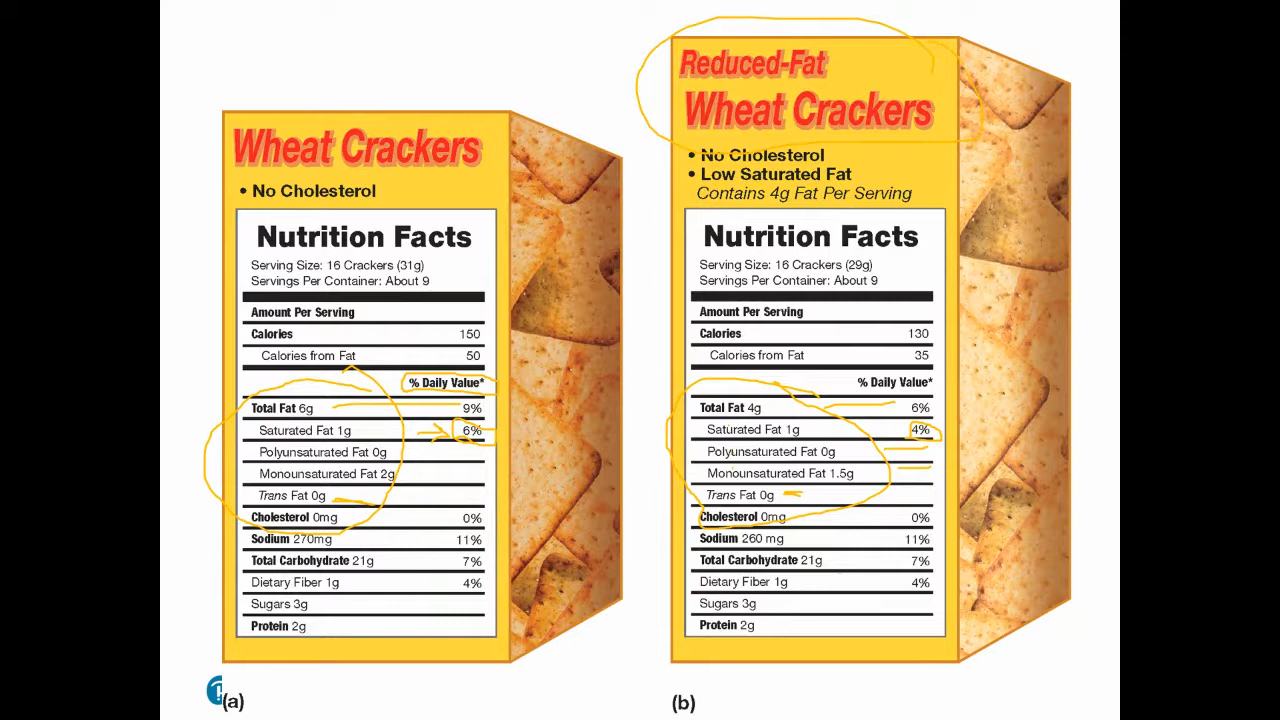 Wheat Crackers
• No Cholesterol
Nutrition Facts
Serving Size: 16 Crackers (31g)
Servings Per Container: About 9
Amount Per Serving
Calories 150
Calories from Fat 50
% Daily Value*
Total Fat 6g 9%
Saturated Fat 1g 6%
Polyunsaturated Fat 0g
Monounsaturated Fat 2g
Trans Fat 0g
Cholesterol 0mg 0%
Sodium 270mg 11%
Total Carbohydrate 21g 7%
Dietary Fiber 1g 4%
Sugars 3g
Protein 2g
(a)
Reduced-Fat
Wheat Crackers
• No Cholesterol
• Low Saturated Fat
Contains 4g Fat Per Serving
Nutrition Facts
Serving Size: 16 Crackers (29g)
Servings Per Container: About 9
Amount Per Serving
Calories 130
Calories from Fat 35
% Daily Value*
Total Fat 4g 6%
Saturated Fat 1g 4%
Polyunsaturated Fat 0g
Monounsaturated Fat 1.5g
Trans Fat 0g
Cholesterol 0mg 0%
Sodium 260 mg 11%
Total Carbohydrate 21g 7%
Dietary Fiber 1g 4%
Sugars 3g
Protein 2g
(b)